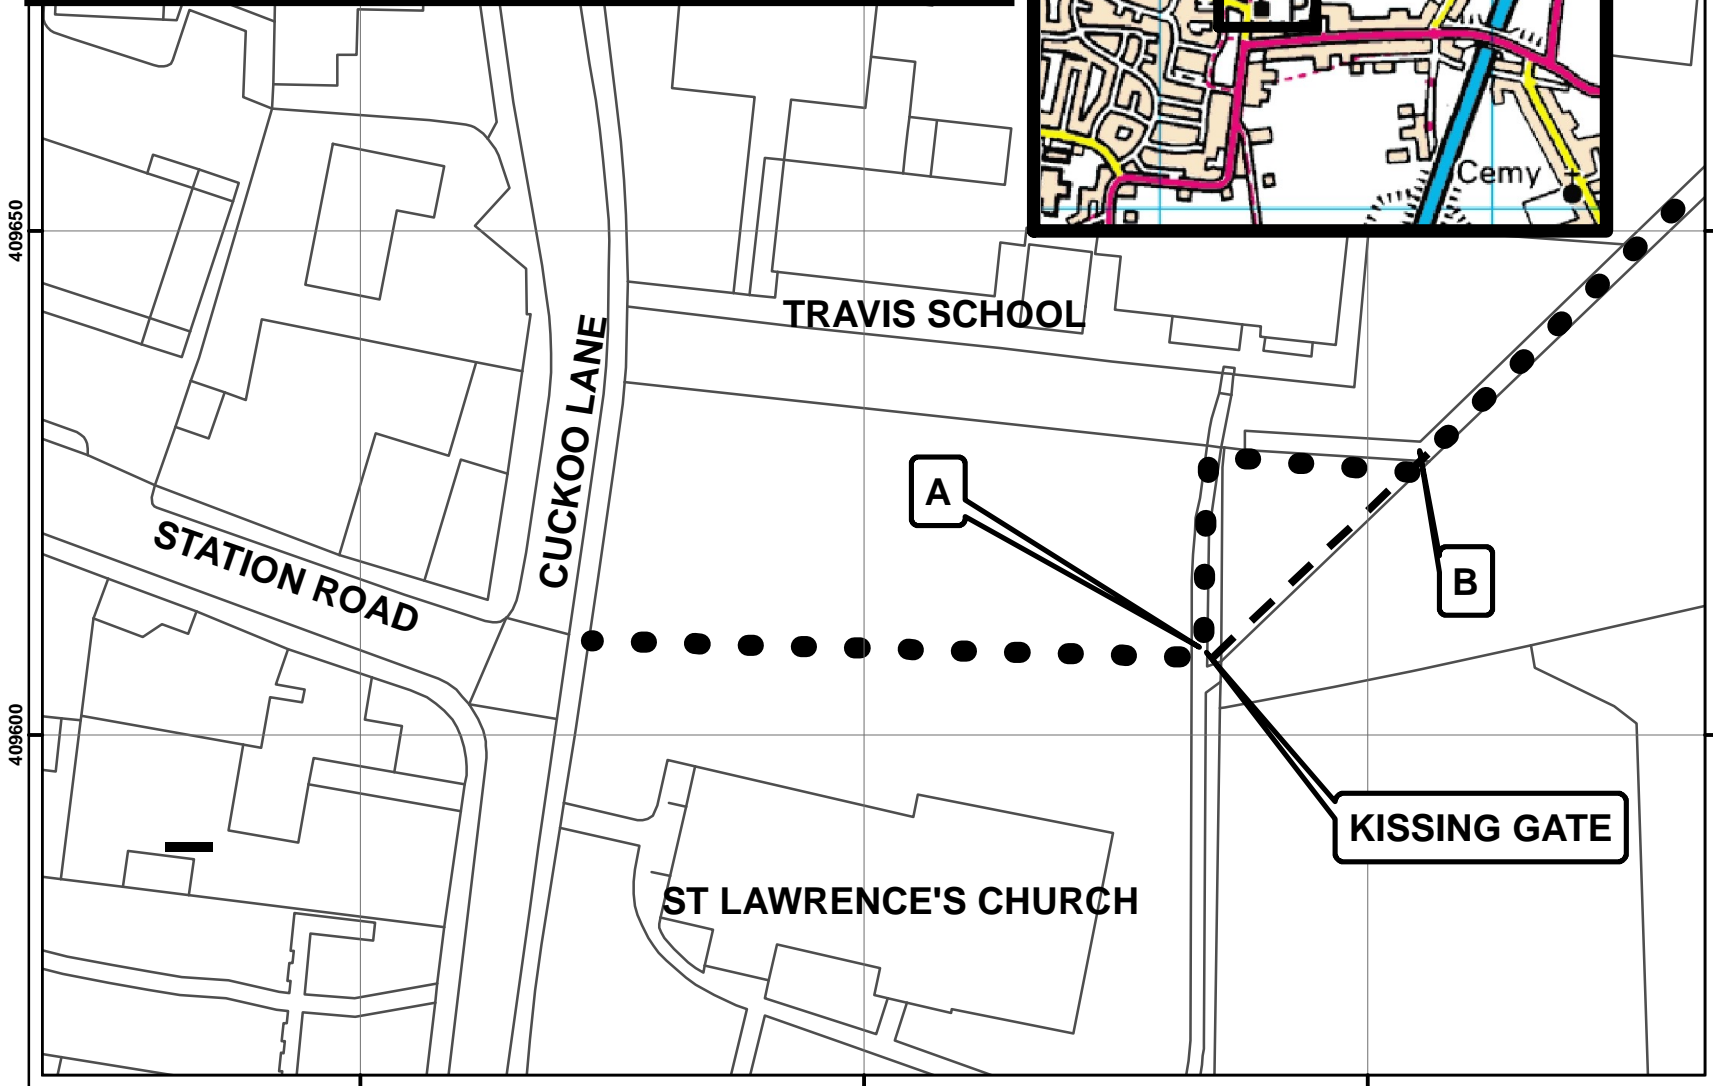 Cemy
409650
TRAVIS SCHOOL
CUCKOO LANE
A
STATION ROAD
B
409600
KISSING GATE
ST LAWRENCE'S CHURCH